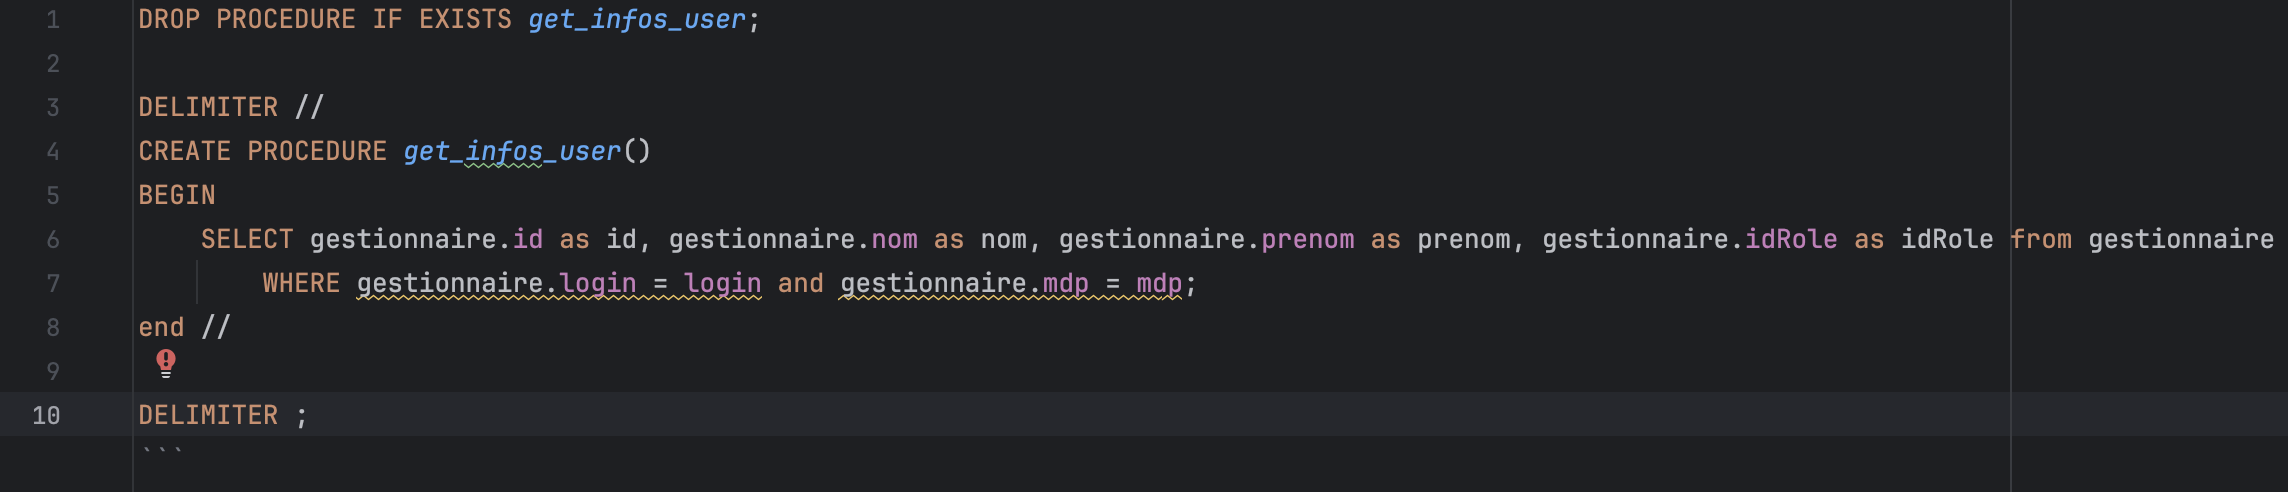 1 DROP PROCEDURE IF EXISTS get_infos_user;
2
3 DELIMITER //
4 CREATE PROCEDURE get_infos_user()
5 BEGIN
6     SELECT gestionnaire.id as id, gestionnaire.nom as nom, gestionnaire.prenom as prenom, gestionnaire.idRole as idRole from gestionnaire
7         WHERE gestionnaire.login = login and gestionnaire.mdp = mdp;
8 end //
9
10 DELIMITER ;
```